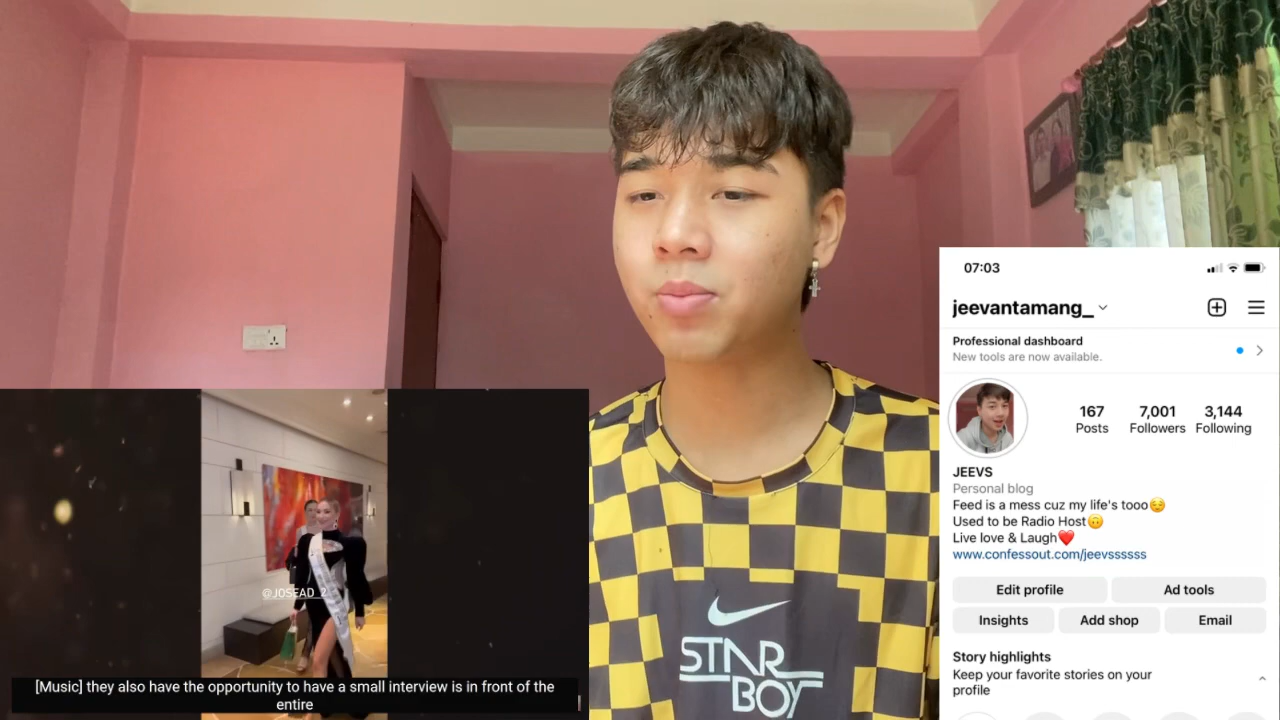 07:03
jeevantamang_
Professional dashboard
New tools are now available.
167
7,001
3,144
Posts
Followers
Following
JEEVS
Personal blog
Feed is a mess cuz my life's tooo😌
Used to be Radio Host🙃
Live love & Laugh❤️
www.confessout.com/jeevssssss
Edit profile
Ad tools
Insights
Add shop
Email
Story highlights
Keep your favorite stories on your
profile
STAR
BOY
@JOSEAD_2
[Music] they also have the opportunity to have a small interview is in front of the
entire